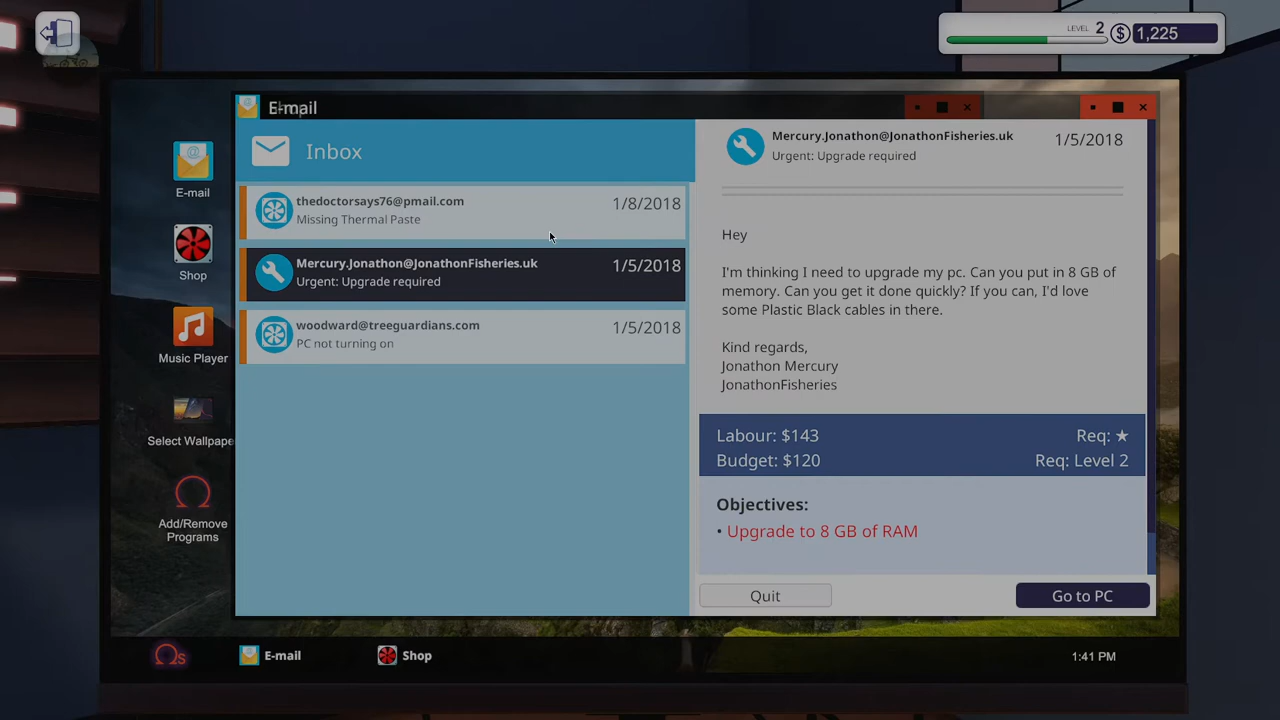 LEVEL 2 $ 1,225
E-mail
Inbox
thedoctorsays76@pmail.com 1/8/2018
Missing Thermal Paste
Mercury.Jonathon@JonathonFisheries.uk 1/5/2018
Urgent: Upgrade required
woodward@treeguardians.com 1/5/2018
PC not turning on
Mercury.Jonathon@JonathonFisheries.uk 1/5/2018
Urgent: Upgrade required
Hey
I'm thinking I need to upgrade my pc. Can you put in 8 GB of
memory. Can you get it done quickly? If you can, I'd love
some Plastic Black cables in there.
Kind regards,
Jonathon Mercury
JonathonFisheries
Labour: $143 Req: ★
Budget: $120 Req: Level 2
Objectives:
• Upgrade to 8 GB of RAM
Quit Go to PC
E-mail
Shop
Music Player
Select Wallpape
Add/Remove
Programs
E-mail Shop 1:41 PM